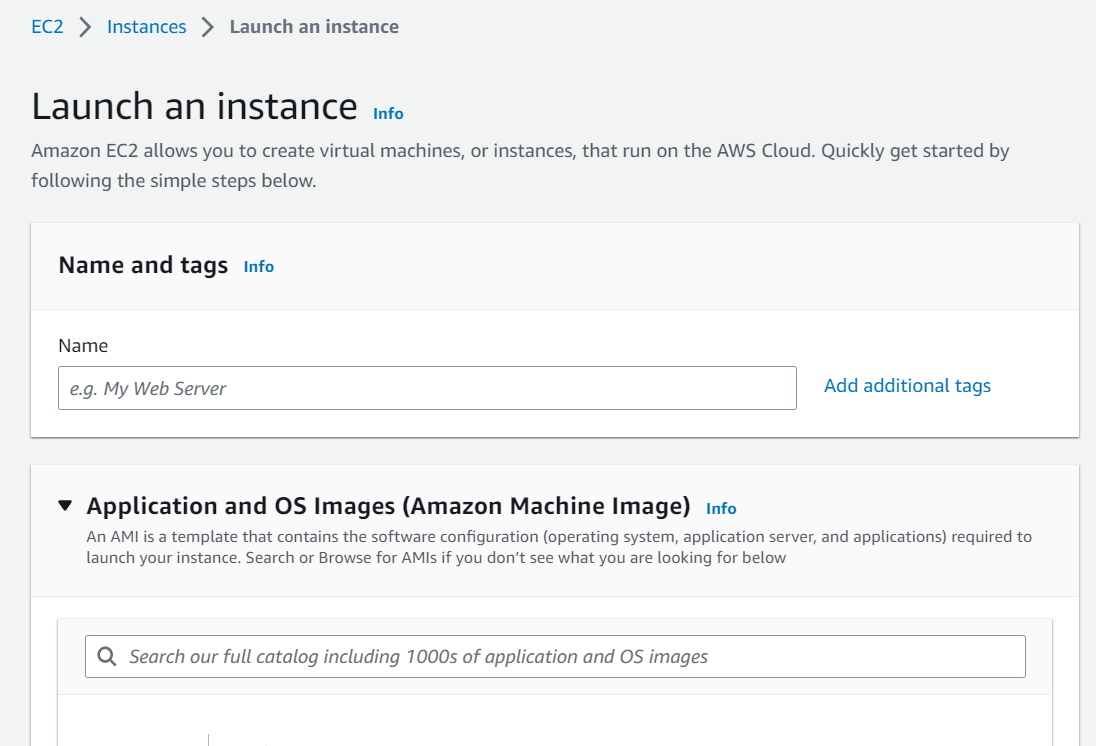 EC2 Instances Launch an instance
Launch an instance Info
Amazon EC2 allows you to create virtual machines, or instances, that run on the AWS Cloud. Quickly get started by
following the simple steps below.
Name and tags Info
Name
e.g. My Web Server
Add additional tags
Application and OS Images (Amazon Machine Image) Info
An AMI is a template that contains the software configuration (operating system, application server, and applications) required to
launch your instance. Search or Browse for AMIs if you don’t see what you are looking for below
Search our full catalog including 1000s of application and OS images